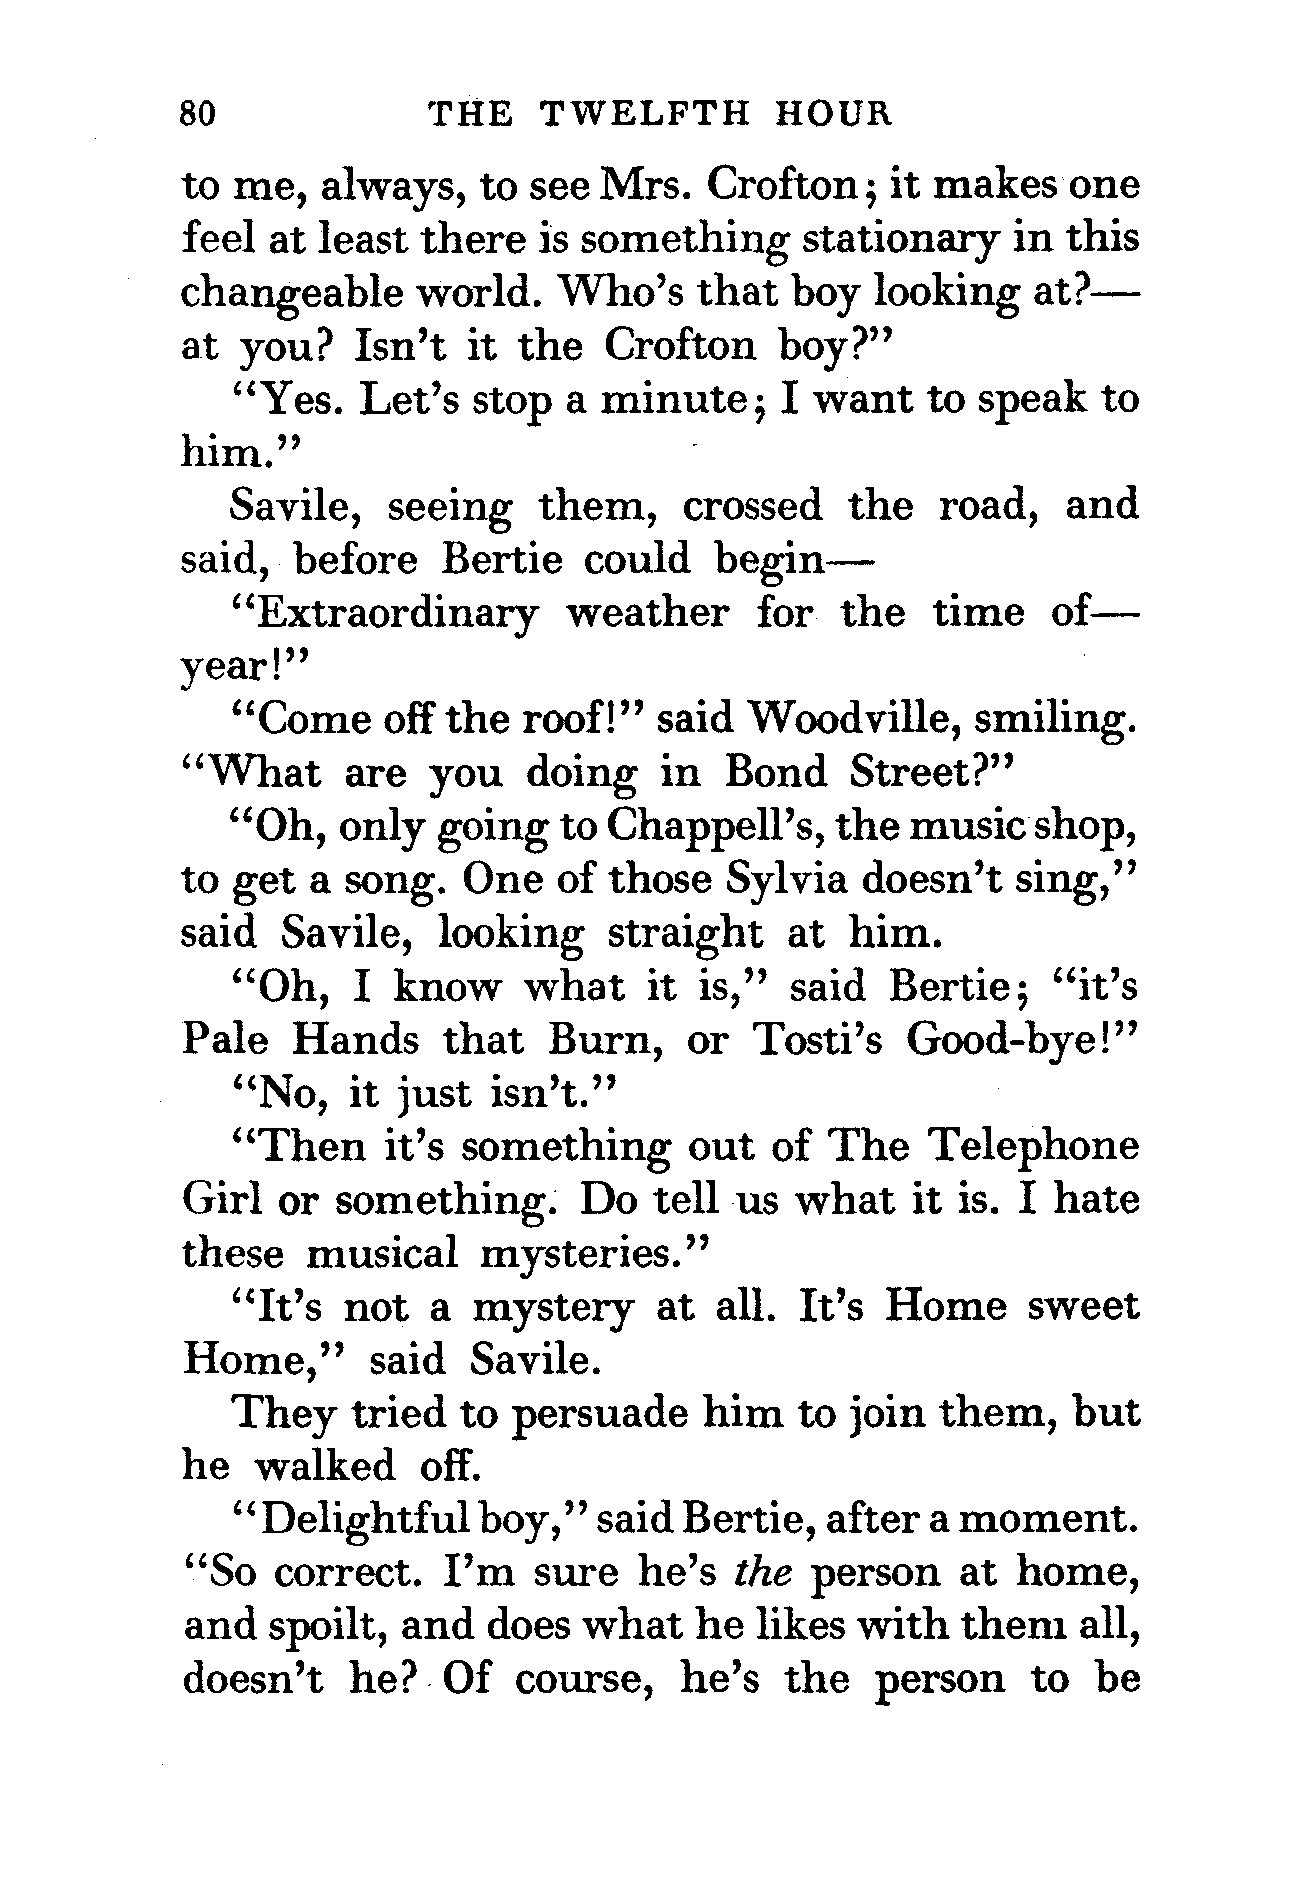 80 THE TWELFTH HOUR
to me, always, to see Mrs. Crofton; it makes one
feel at least there is something stationary in this
changeable world. Who's that boy looking at?—
at you? Isn't it the Crofton boy?"
"Yes. Let's stop a minute; I want to speak to
him."
Savile, seeing them, crossed the road, and
said, before Bertie could begin—
"Extraordinary weather for the time of—
year!"
"Come off the roof!" said Woodville, smiling.
"What are you doing in Bond Street?"
"Oh, only going to Chappell's, the music shop,
to get a song. One of those Sylvia doesn't sing,"
said Savile, looking straight at him.
"Oh, I know what it is," said Bertie; "it's
Pale Hands that Burn, or Tosti's Good-bye!"
"No, it just isn't."
"Then it's something out of The Telephone
Girl or something. Do tell us what it is. I hate
these musical mysteries."
"It's not a mystery at all. It's Home sweet
Home," said Savile.
They tried to persuade him to join them, but
he walked off.
"Delightful boy," said Bertie, after a moment.
"So correct. I'm sure he's the person at home,
and spoilt, and does what he likes with them all,
doesn't he? Of course, he's the person to be